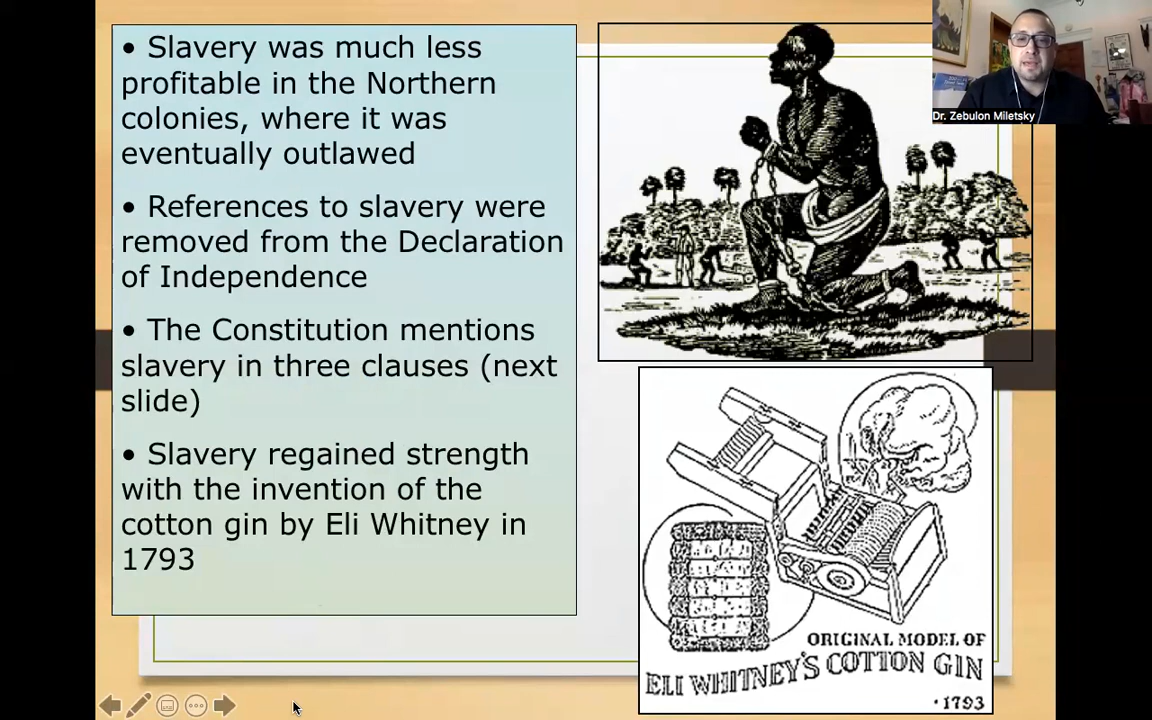 • Slavery was much less
profitable in the Northern
colonies, where it was
eventually outlawed
• References to slavery were
removed from the Declaration
of Independence
• The Constitution mentions
slavery in three clauses (next
slide)
• Slavery regained strength
with the invention of the
cotton gin by Eli Whitney in
1793
Dr. Zebulon Miletsky
ORIGINAL MODEL OF
ELI WHITNEY'S COTTON GIN
• 1793